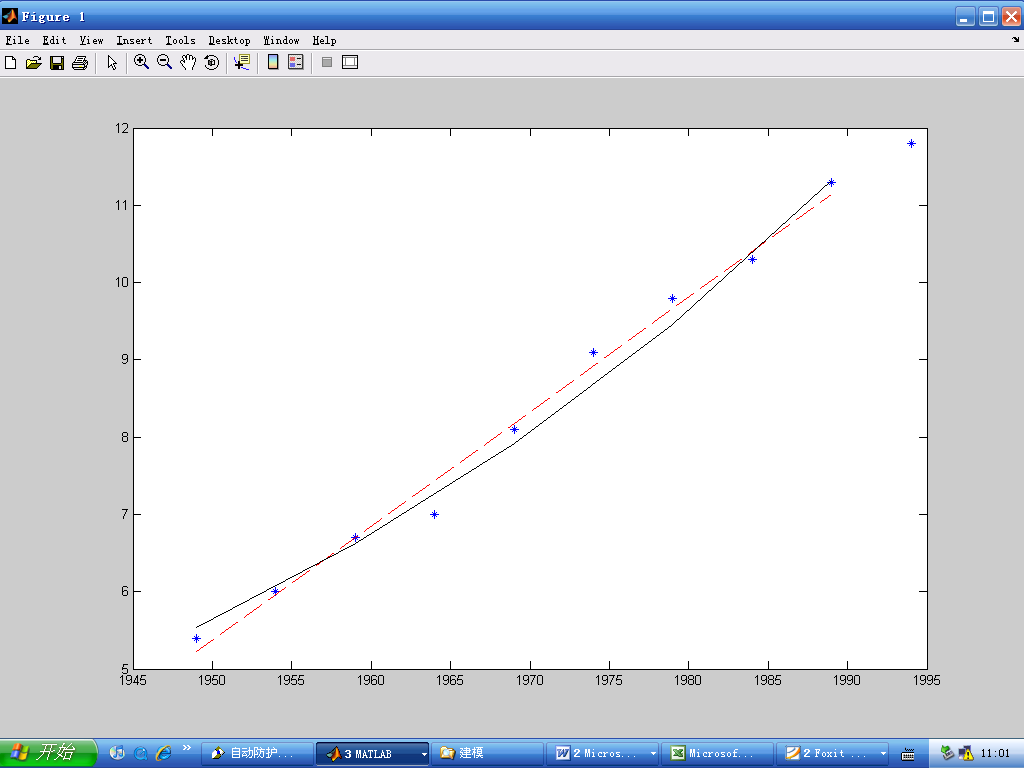 Figure 1
File Edit View Insert Tools Desktop Window Help
12
11
10
9
8
7
6
5
1945 1950 1955 1960 1965 1970 1975 1980 1985 1990 1995
开始 » 自动防护... 3 MATLAB 建模 2 Micros... Microsof... 2 Foxit ... 11:01